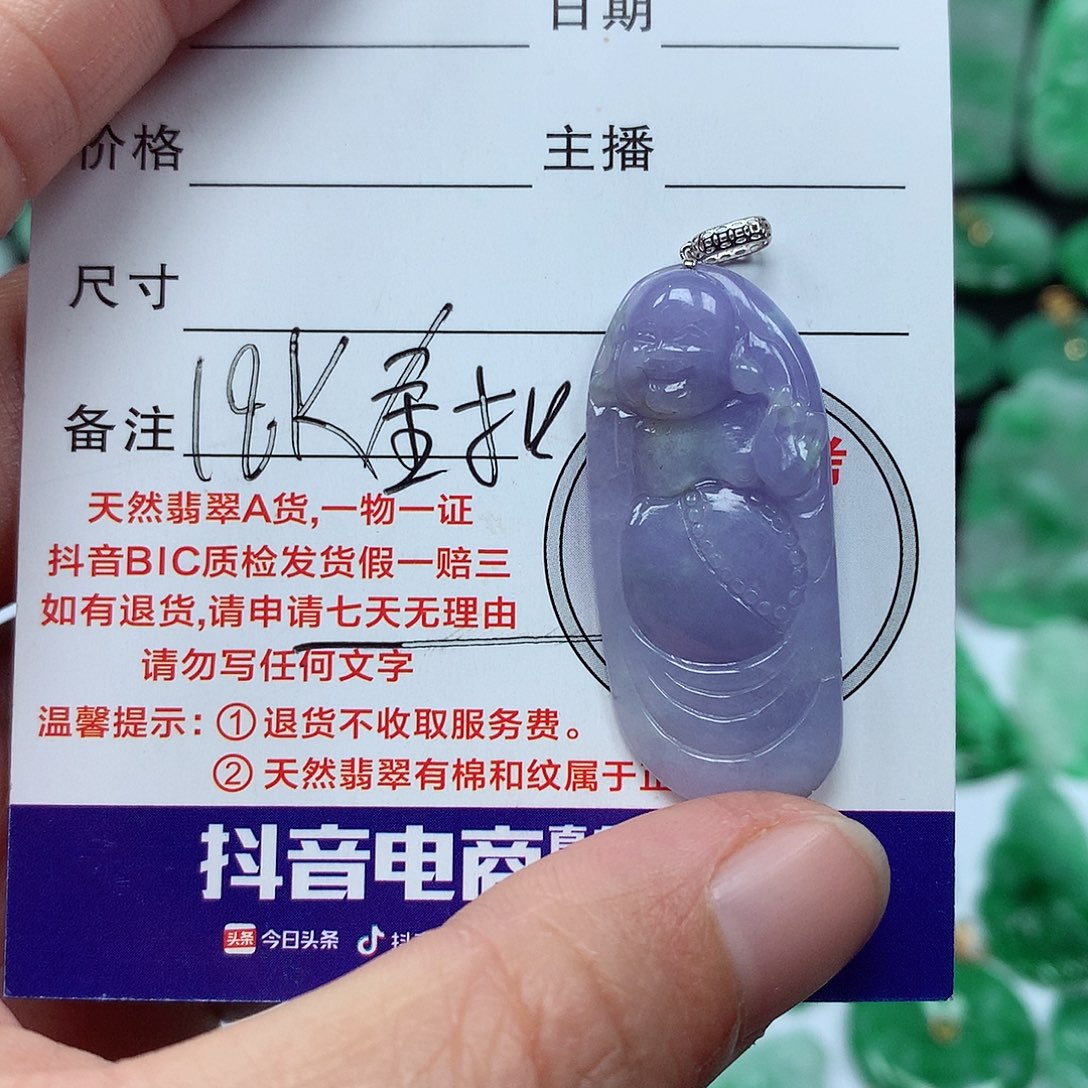 日期
价格 主播
尺寸
备注 18K金扣
天然翡翠A货,一物一证
抖音BIC质检发货假一赔三
如有退货,请申请七天无理由
请勿写任何文字
温馨提示:①退货不收取服务费。
②天然翡翠有棉和纹属于正
抖音电商
头条 今日头条 抖